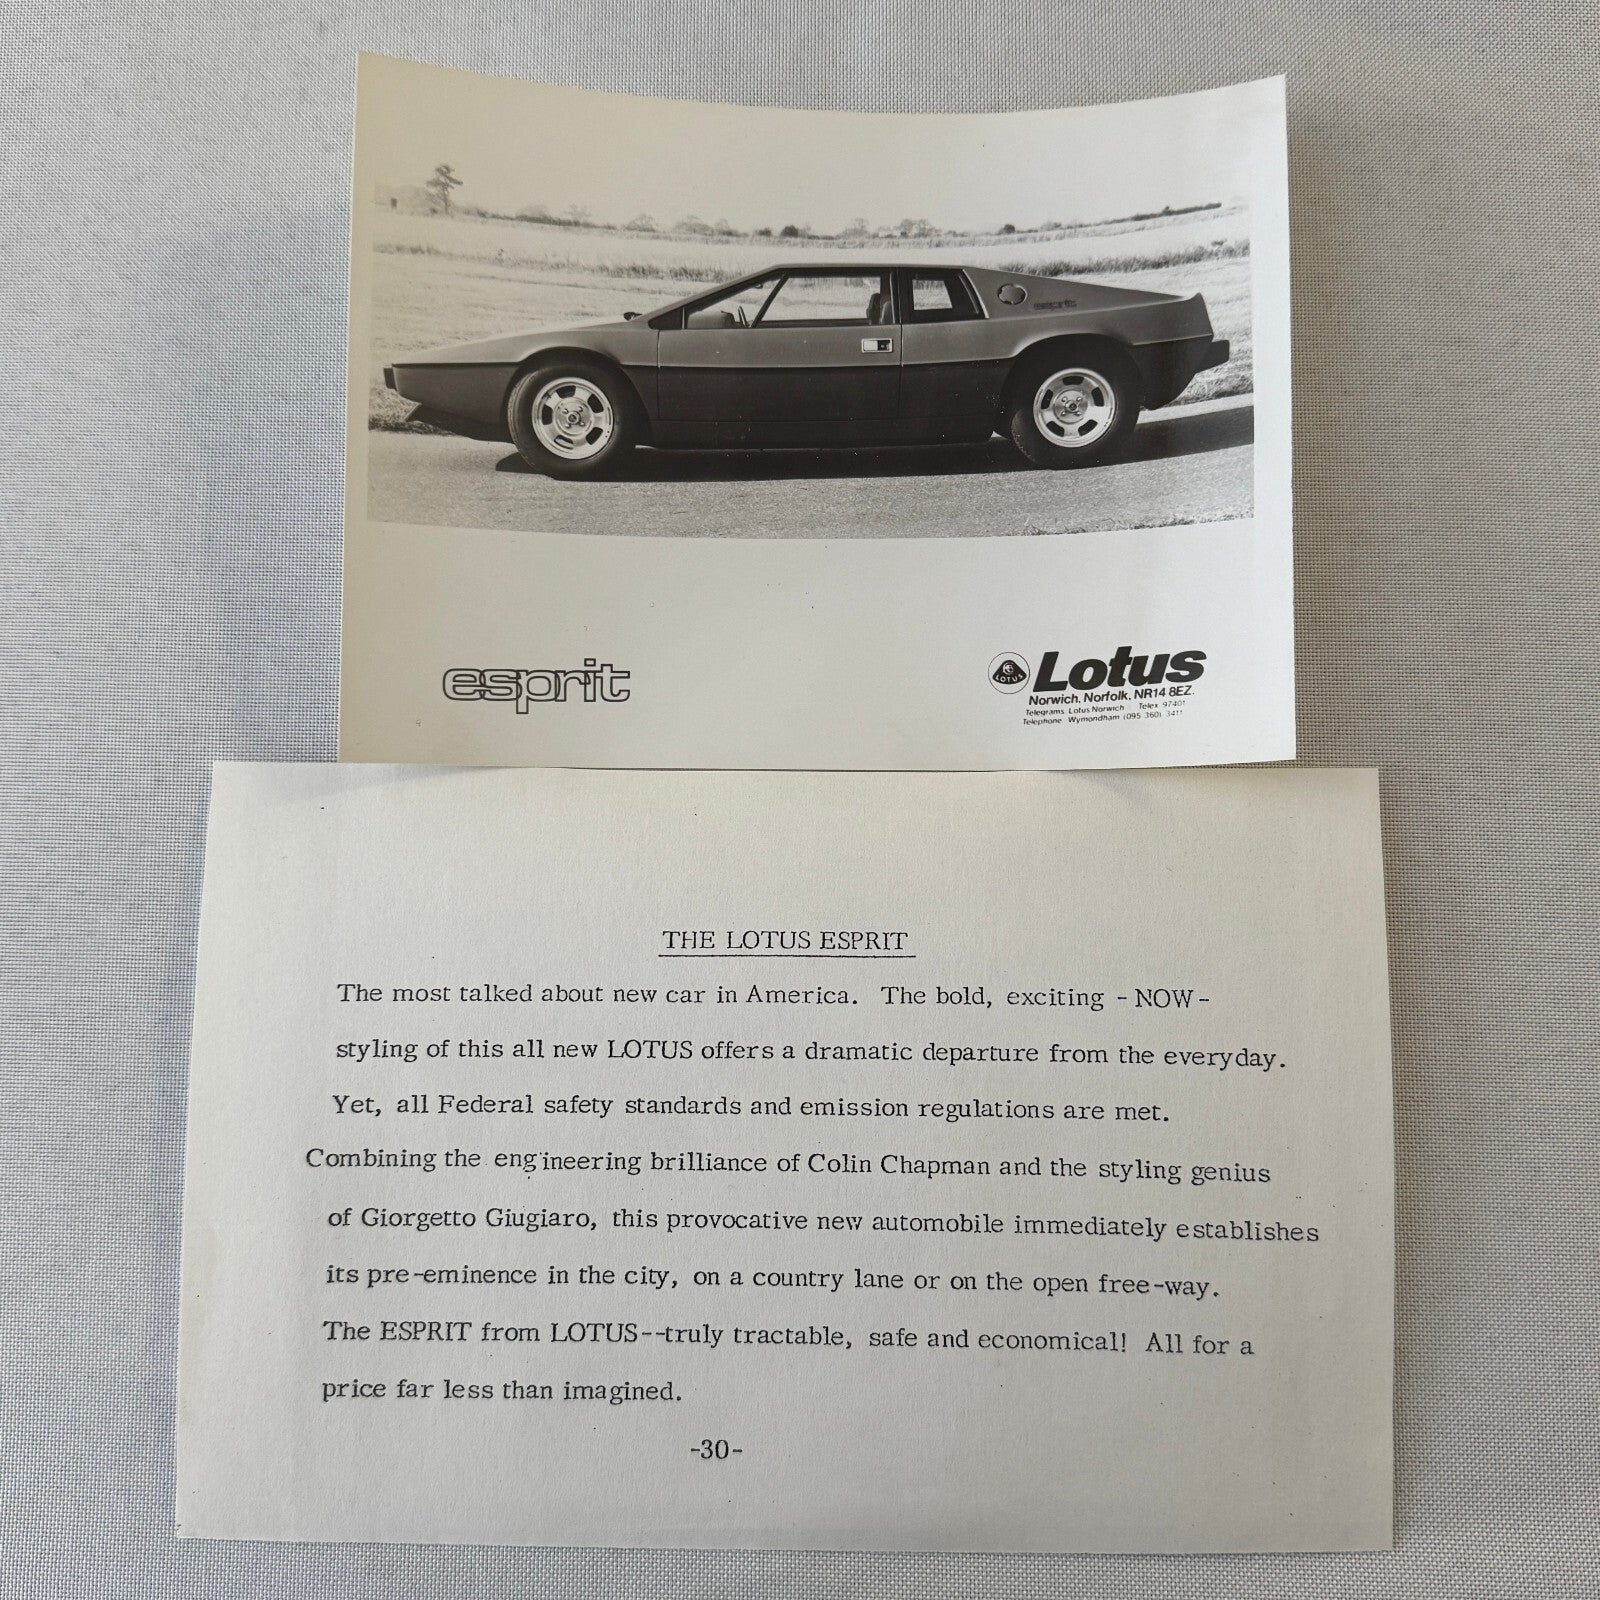 esprit
esprit
LOTUS
Lotus
Norwich, Norfolk. NR14 8EZ.
Telegrams Lotus Norwich Telex 97401
Telephone Wymondham (095 360) 3411
THE LOTUS ESPRIT
The most talked about new car in America. The bold, exciting - NOW -
styling of this all new LOTUS offers a dramatic departure from the everyday.
Yet, all Federal safety standards and emission regulations are met.
Combining the engineering brilliance of Colin Chapman and the styling genius
of Giorgetto Giugiaro, this provocative new automobile immediately establishes
its pre-eminence in the city, on a country lane or on the open free-way.
The ESPRIT from LOTUS--truly tractable, safe and economical! All for a
price far less than imagined.
-30-